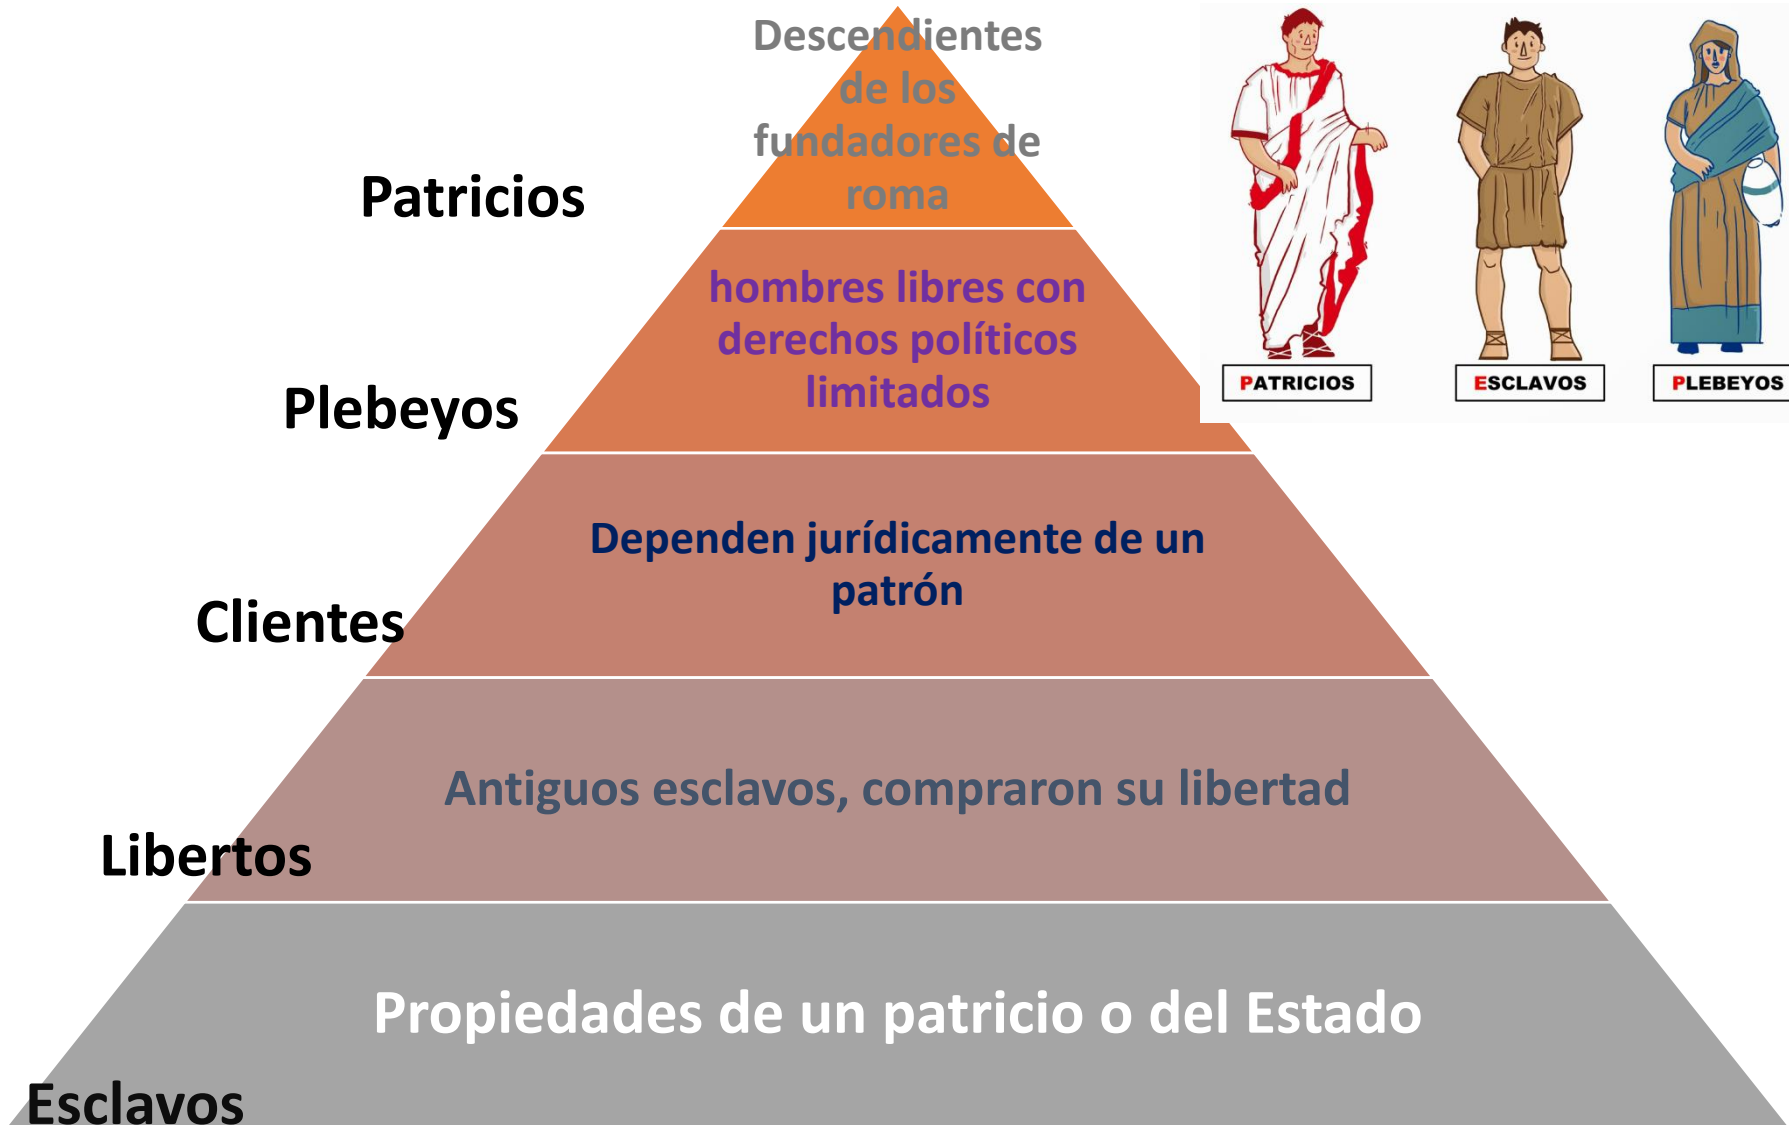 Descendientes
de los
fundadores de
roma
Patricios
hombres libres con
derechos políticos
limitados
Plebeyos
Dependen jurídicamente de un
patrón
Clientes
Antiguos esclavos, compraron su libertad
Libertos
Propiedades de un patricio o del Estado
Esclavos
PATRICIOS
ESCLAVOS
PLEBEYOS